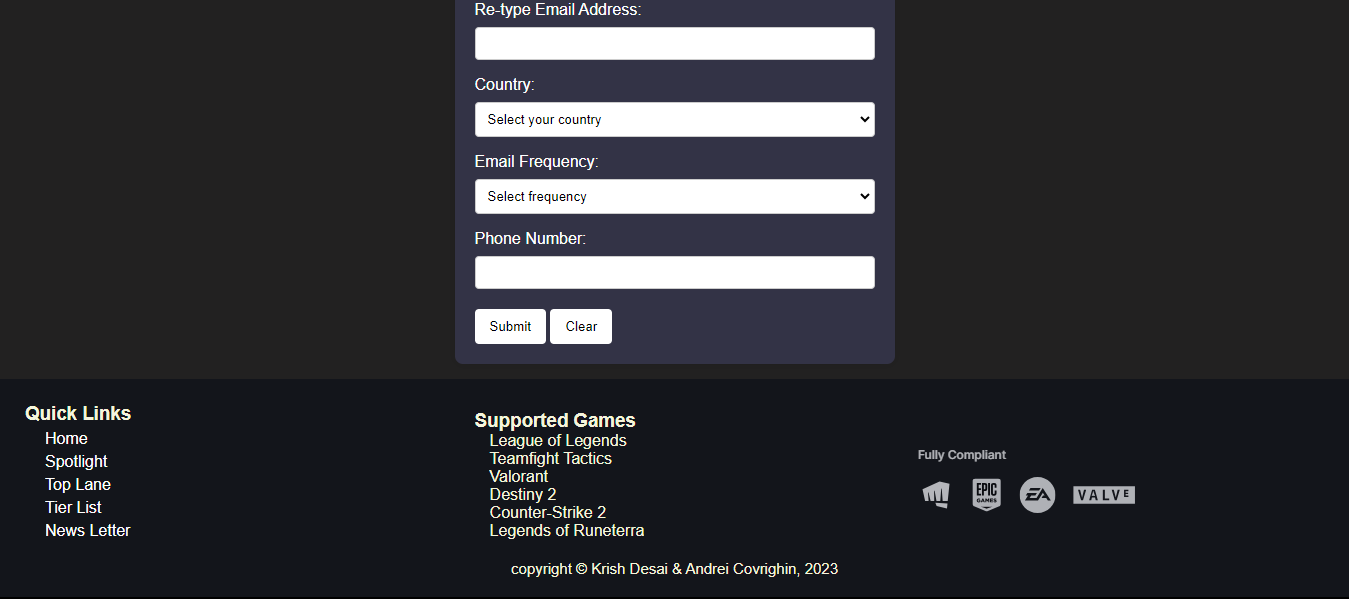 Re-type Email Address:
Country:
Select your country
Email Frequency:
Select frequency
Phone Number:
Submit Clear
Quick Links
Home
Spotlight
Top Lane
Tier List
News Letter
Supported Games
League of Legends
Teamfight Tactics
Valorant
Destiny 2
Counter-Strike 2
Legends of Runeterra
Fully Compliant
EPIC
GAMES
EA
VALVE
copyright © Krish Desai & Andrei Covrighin, 2023